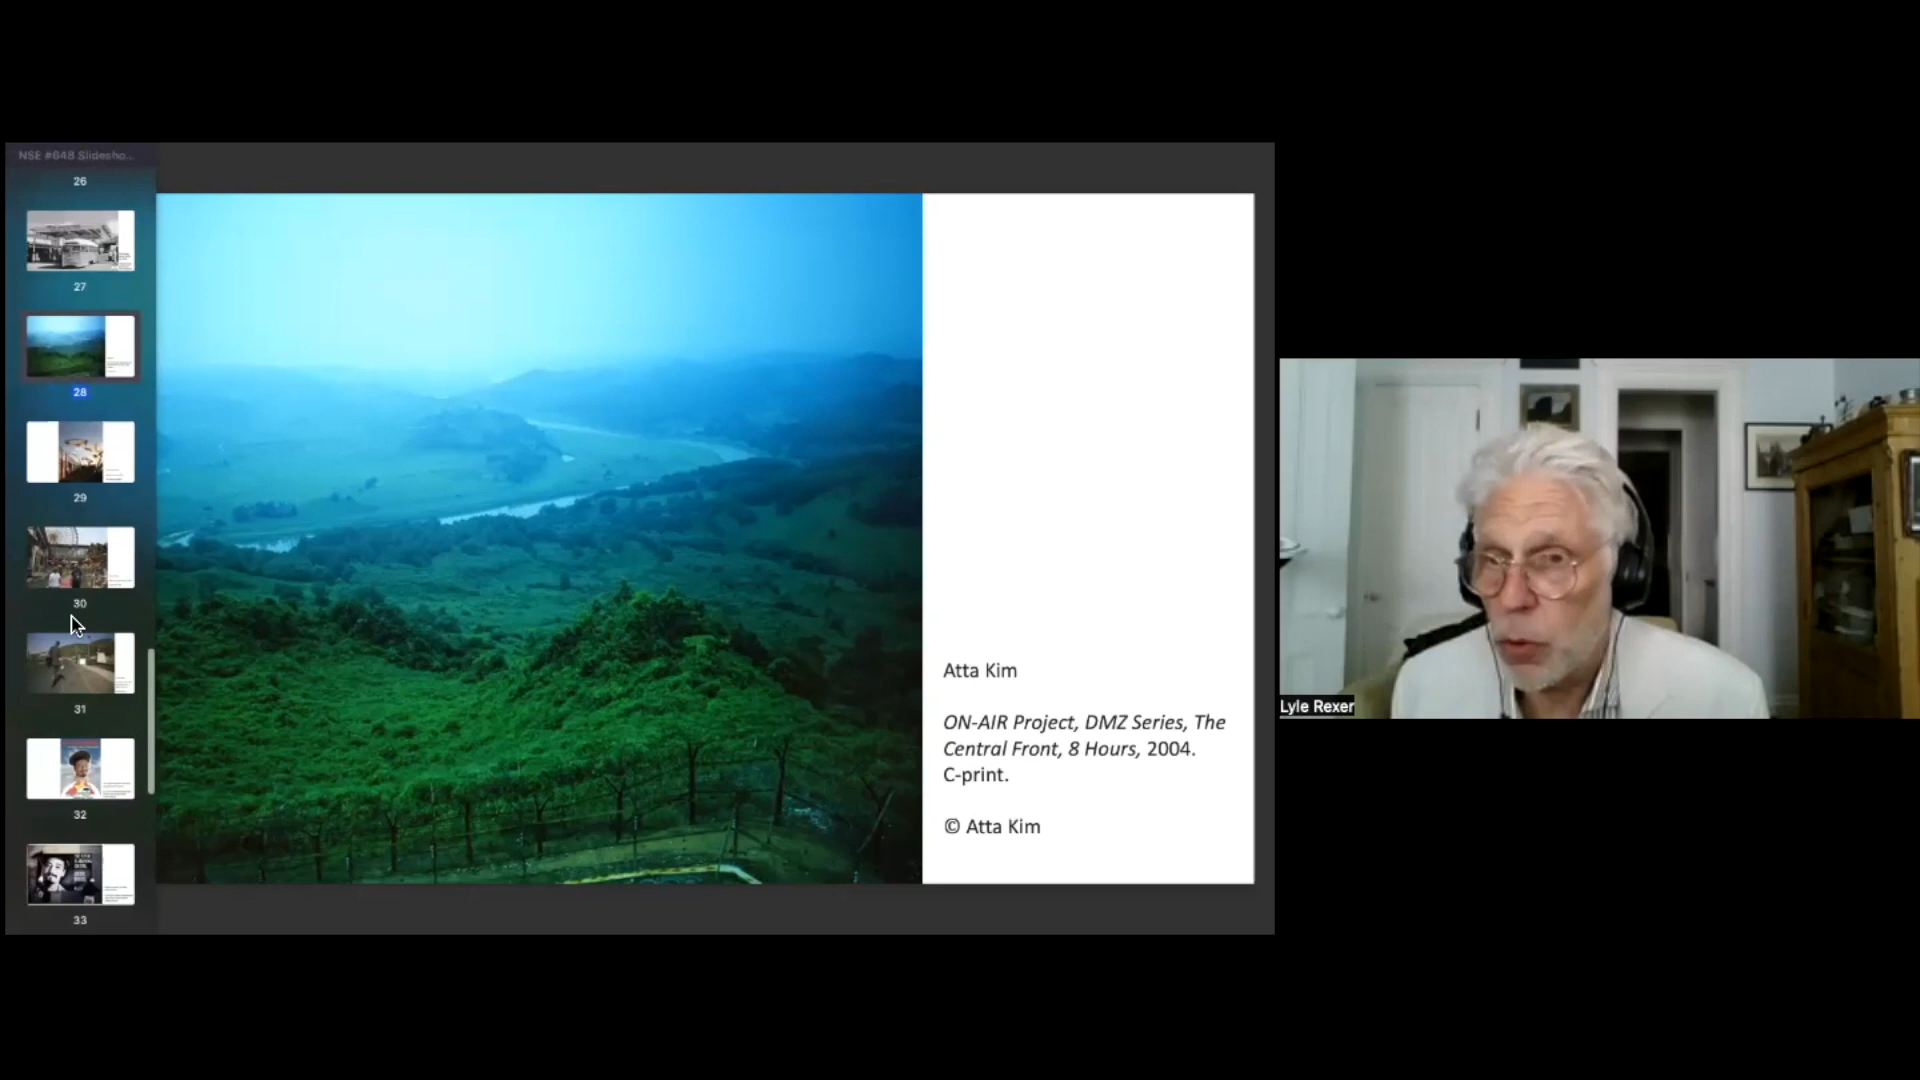 NSE #648 Slidesho...
26
27
28
29
30
31
32
33
Atta Kim
ON-AIR Project, DMZ Series, The
Central Front, 8 Hours, 2004.
C-print.
© Atta Kim
Lyle Rexer